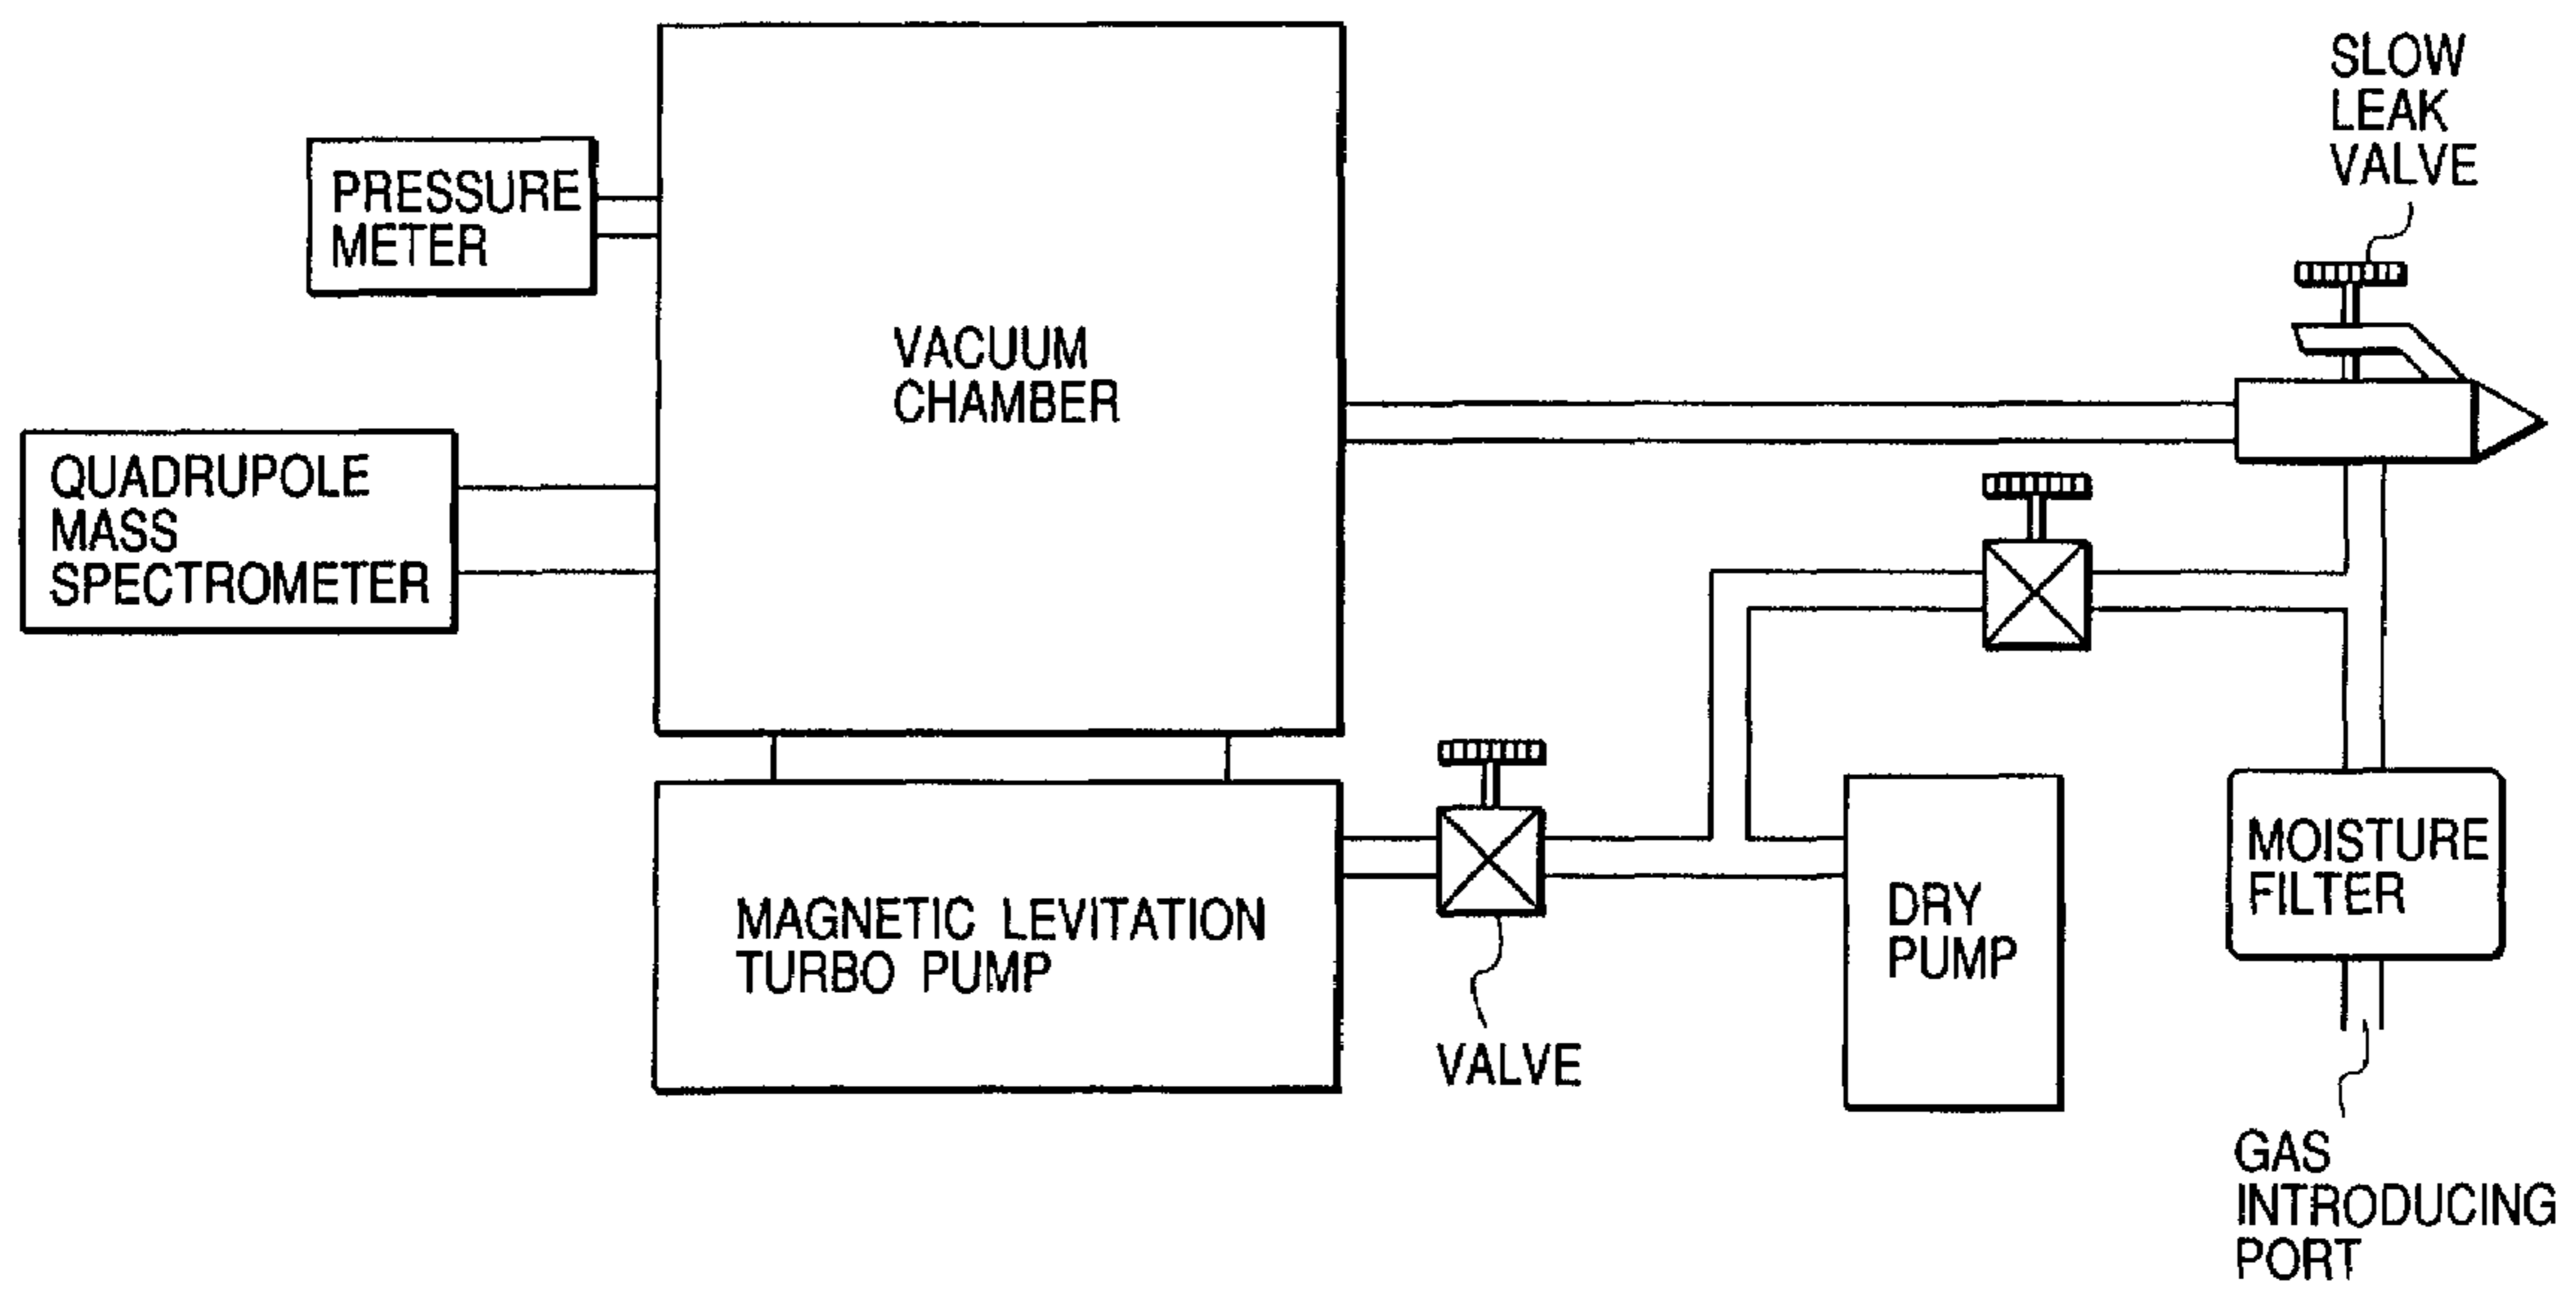 SLOW
LEAK
VALVE
PRESSURE
METER
VACUUM
CHAMBER
QUADRUPOLE
MASS
SPECTROMETER
MOISTURE
FILTER
DRY
PUMP
MAGNETIC LEVITATION
TURBO PUMP
VALVE
GAS
INTRODUCING
PORT